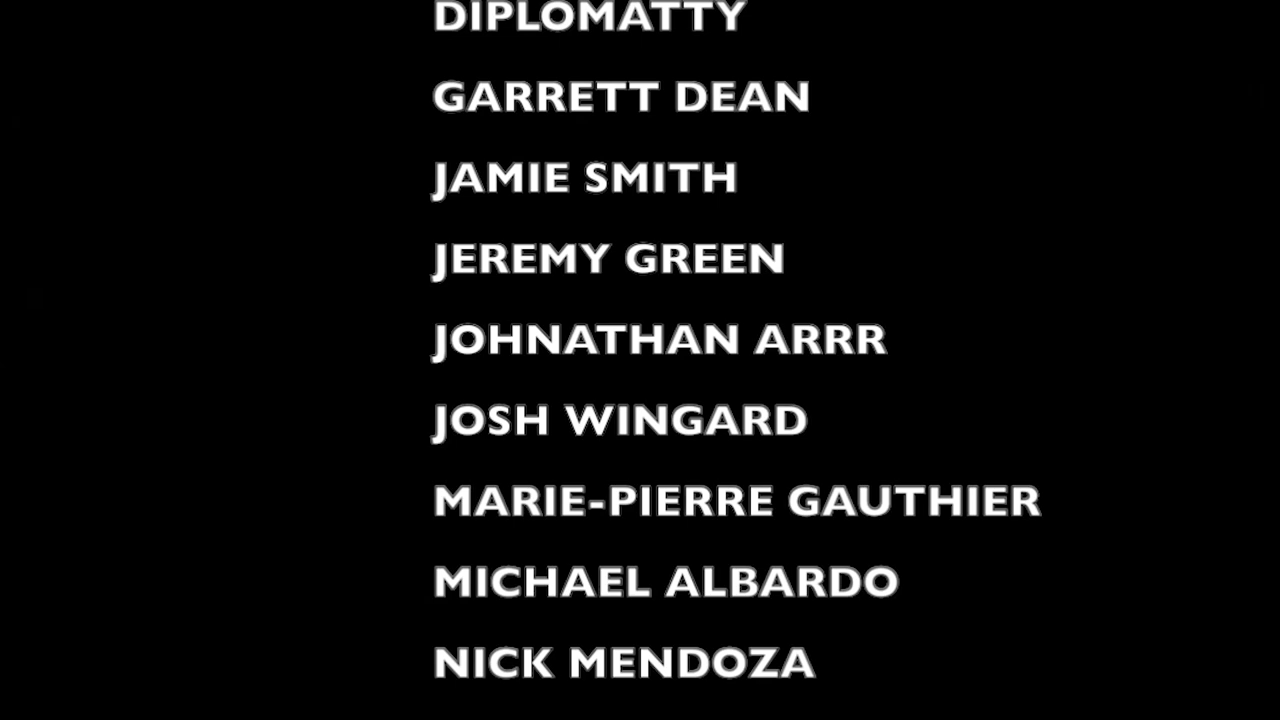 DIPLOMATTY
GARRETT DEAN
JAMIE SMITH
JEREMY GREEN
JOHNATHAN ARRR
JOSH WINGARD
MARIE-PIERRE GAUTHIER
MICHAEL ALBARDO
NICK MENDOZA